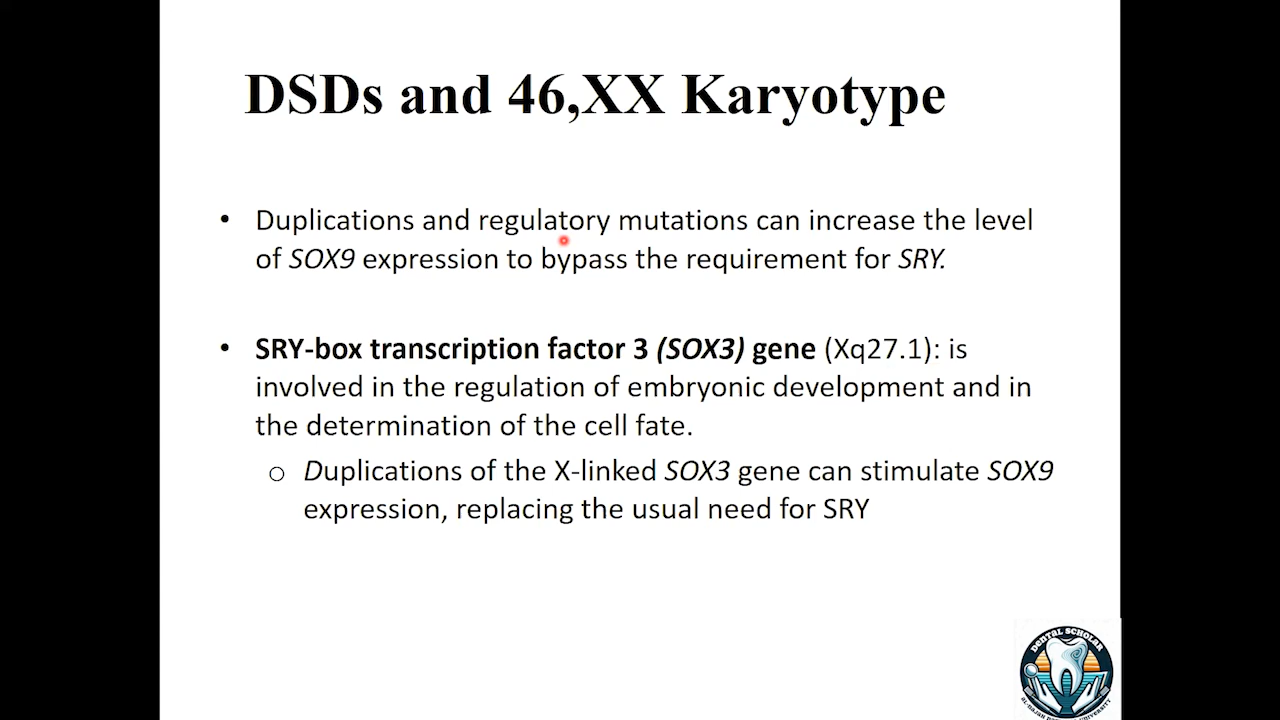 DSDs and 46,XX Karyotype
• Duplications and regulatory mutations can increase the level
of SOX9 expression to bypass the requirement for SRY.
• SRY-box transcription factor 3 (SOX3) gene (Xq27.1): is
involved in the regulation of embryonic development and in
the determination of the cell fate.
o Duplications of the X-linked SOX3 gene can stimulate SOX9
expression, replacing the usual need for SRY
DENTAL SCHOLAR
UNIVERSITY